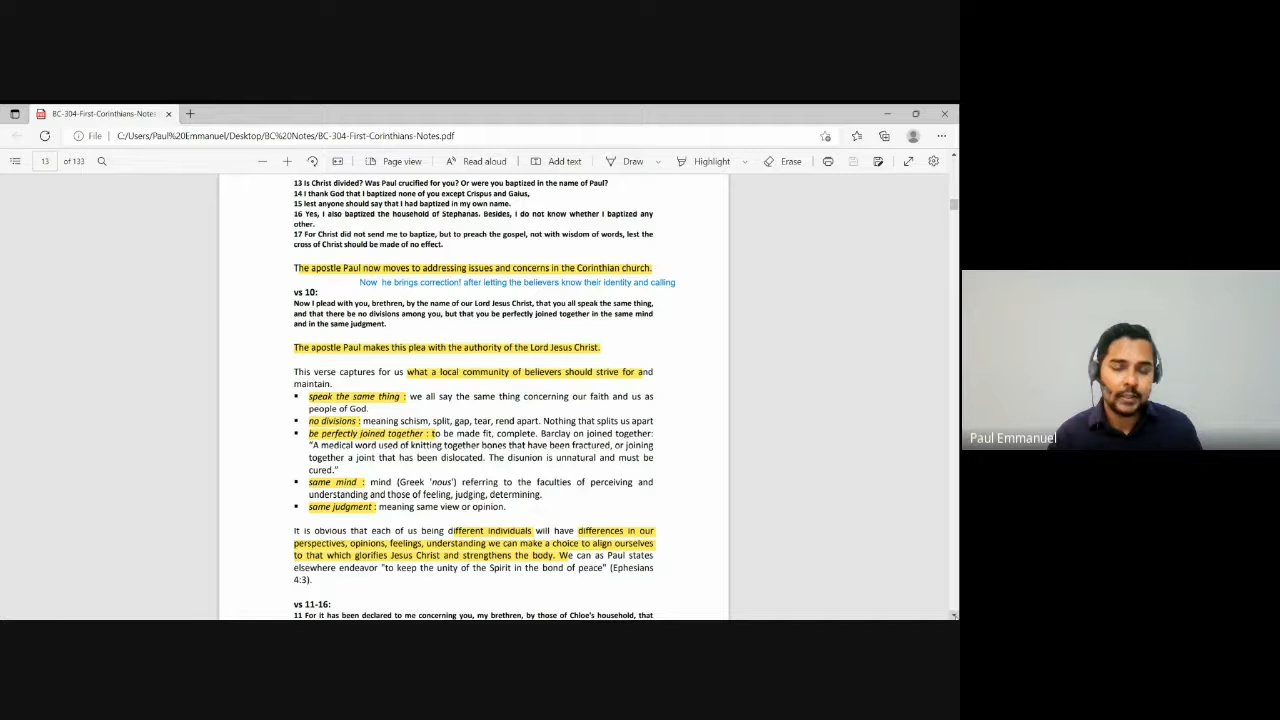 BC-304-First-Corinthians-Notes
File
C:/Users/Paul%20Emmanuel/Desktop/BC%20Notes/BC-304-First-Corinthians-Notes.pdf
13 of 133
Page view
Read aloud
Add text
Draw
Highlight
Erase
13 Is Christ divided? Was Paul crucified for you? Or were you baptized in the name of Paul?
14 I thank God that I baptized none of you except Crispus and Gaius,
15 lest anyone should say that I had baptized in my own name.
16 Yes, I also baptized the household of Stephanas. Besides, I do not know whether I baptized any
other.
17 For Christ did not send me to baptize, but to preach the gospel, not with wisdom of words, lest the
cross of Christ should be made of no effect.
The apostle Paul now moves to addressing issues and concerns in the Corinthian church.
Now he brings correction! after letting the believers know their identity and calling
vs 10:
Now I plead with you, brethren, by the name of our Lord Jesus Christ, that you all speak the same thing,
and that there be no divisions among you, but that you be perfectly joined together in the same mind
and in the same judgment.
The apostle Paul makes this plea with the authority of the Lord Jesus Christ.
This verse captures for us what a local community of believers should strive for and
maintain.
▪ speak the same thing : we all say the same thing concerning our faith and us as
people of God.
▪ no divisions : meaning schism, split, gap, tear, rend apart. Nothing that splits us apart
▪ be perfectly joined together : to be made fit, complete. Barclay on joined together:
“A medical word used of knitting together bones that have been fractured, or joining
together a joint that has been dislocated. The disunion is unnatural and must be
cured.”
▪ same mind : mind (Greek ‘nous’) referring to the faculties of perceiving and
understanding and those of feeling, judging, determining.
▪ same judgment : meaning same view or opinion.
It is obvious that each of us being different individuals will have differences in our
perspectives, opinions, feelings, understanding we can make a choice to align ourselves
to that which glorifies Jesus Christ and strengthens the body. We can as Paul states
elsewhere endeavor “to keep the unity of the Spirit in the bond of peace” (Ephesians
4:3).
vs 11-16:
11 For it has been declared to me concerning you, my brethren, by those of Chloe's household, that
Paul Emmanuel